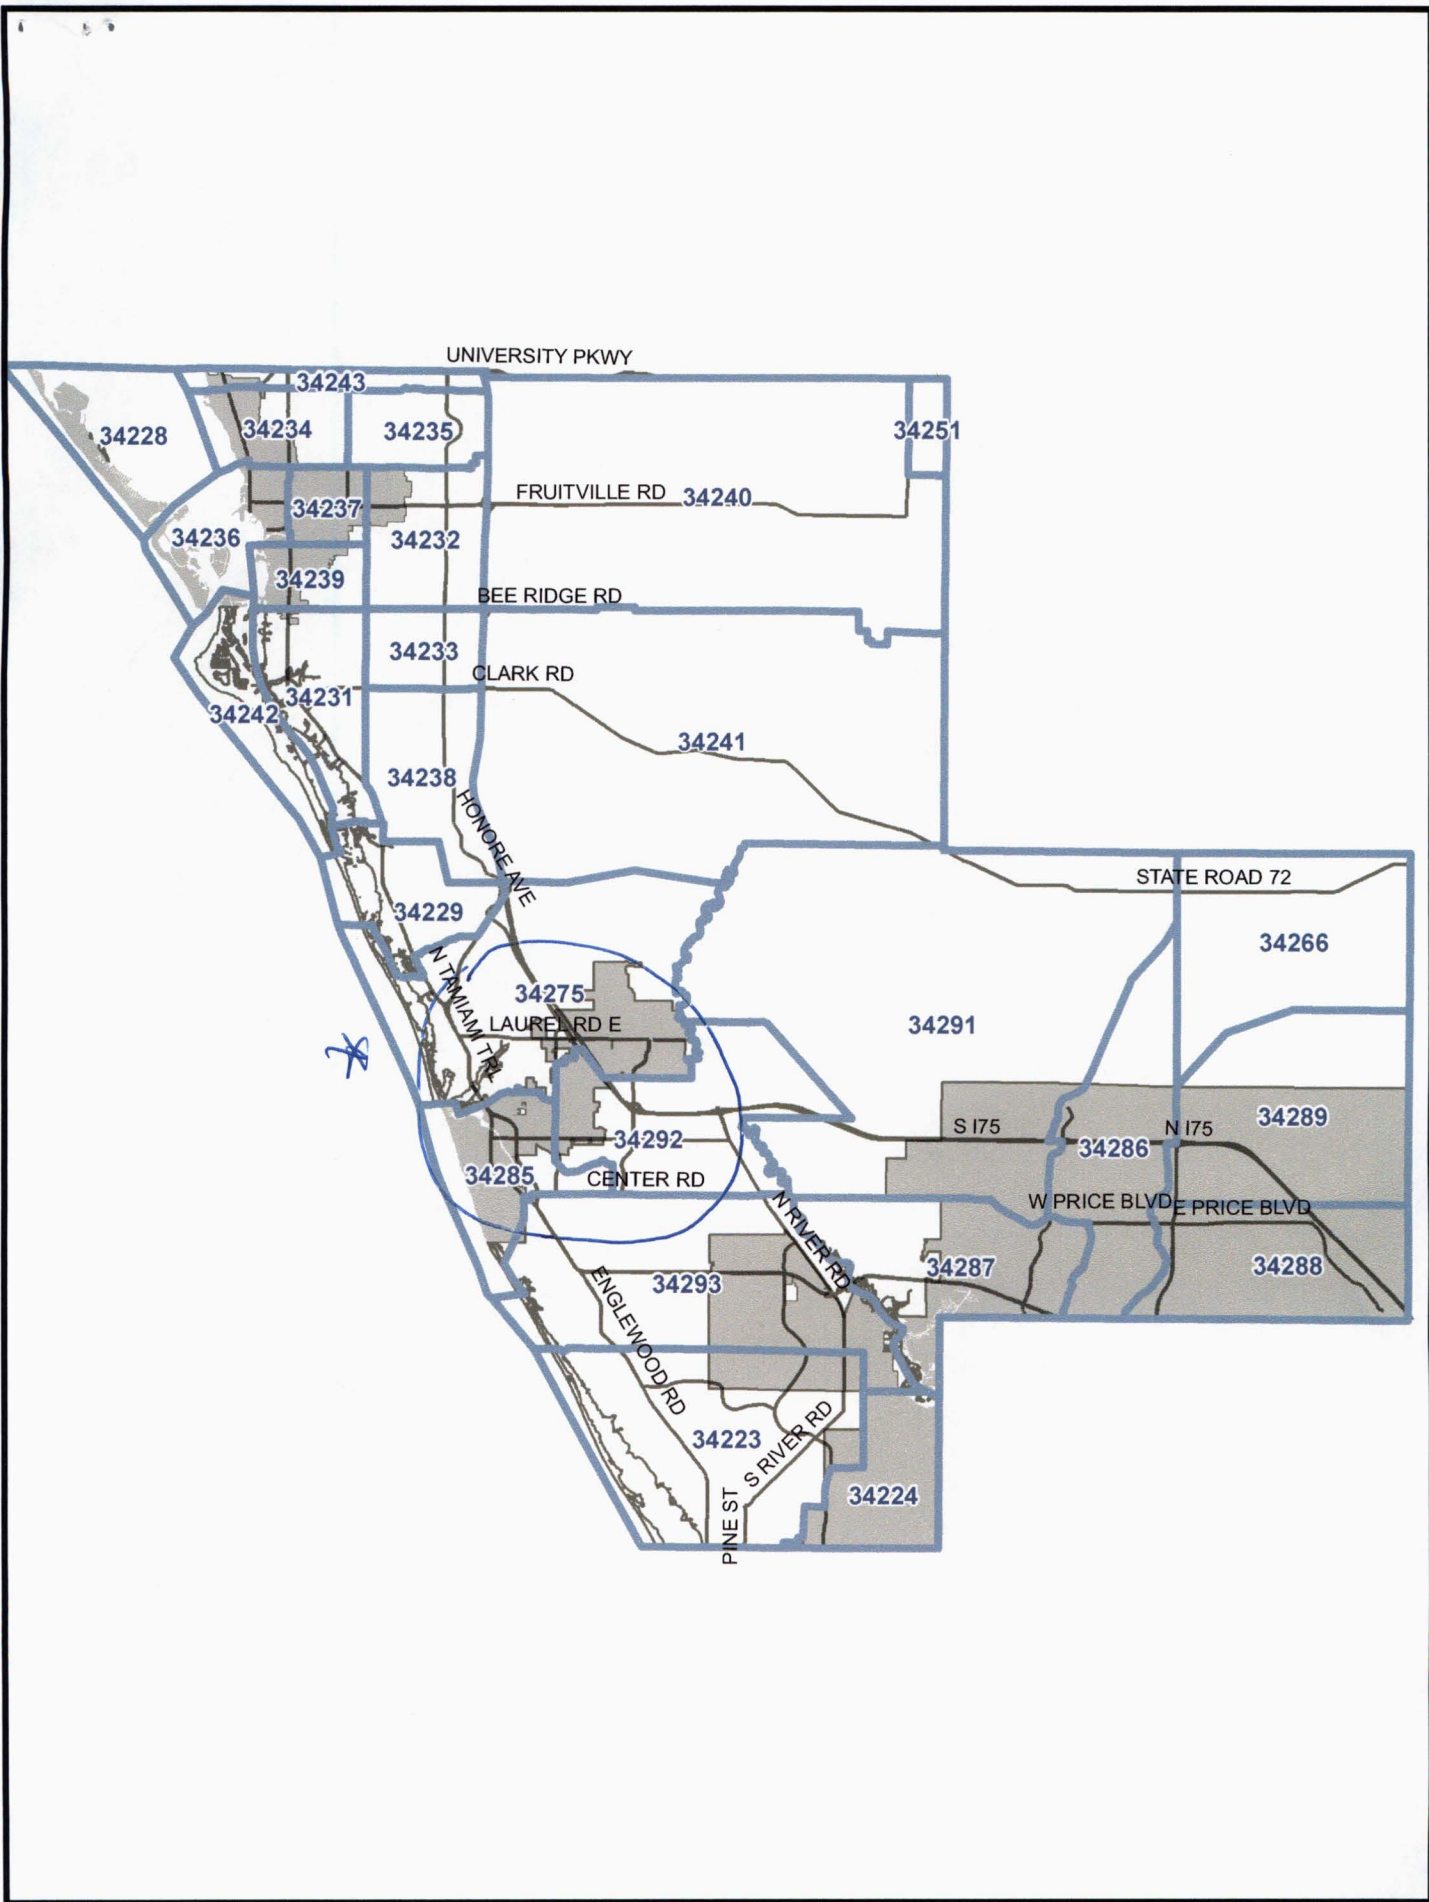 UNIVERSITY PKWY
34243
34228
34234
34235
34251
FRUITVILLE RD
34240
34237
34236
34232
34239
BEE RIDGE RD
34233
CLARK RD
34231
34242
34241
34238
HONORE AVE
STATE ROAD 72
34229
34266
N TAMIAMI TRL
34275
LAUREL RD E
34291
34289
S I75
N I75
34292
34286
34285
CENTER RD
W PRICE BLVD
E PRICE BLVD
N RIVER RD
34293
34287
34288
ENGLEWOOD RD
34223
S RIVER RD
34224
PINE ST